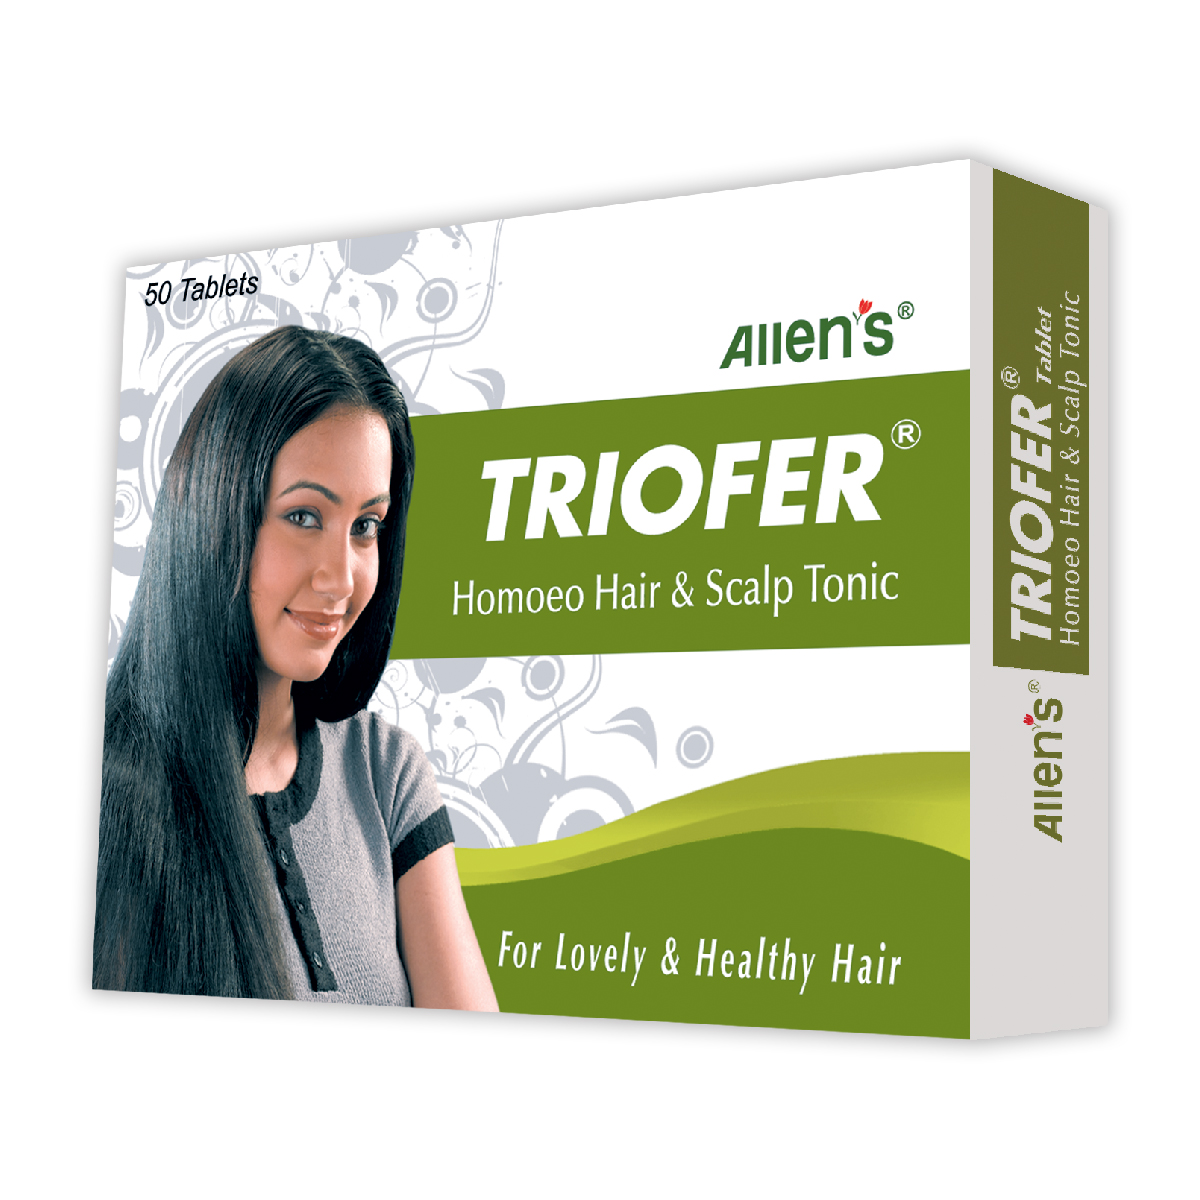 50 Tablets
Allen's®
TRIOFER®
Homoeo Hair & Scalp Tonic
For Lovely & Healthy Hair
TRIOFER® Tablet
Homoeo Hair & Scalp Tonic
Allen's®